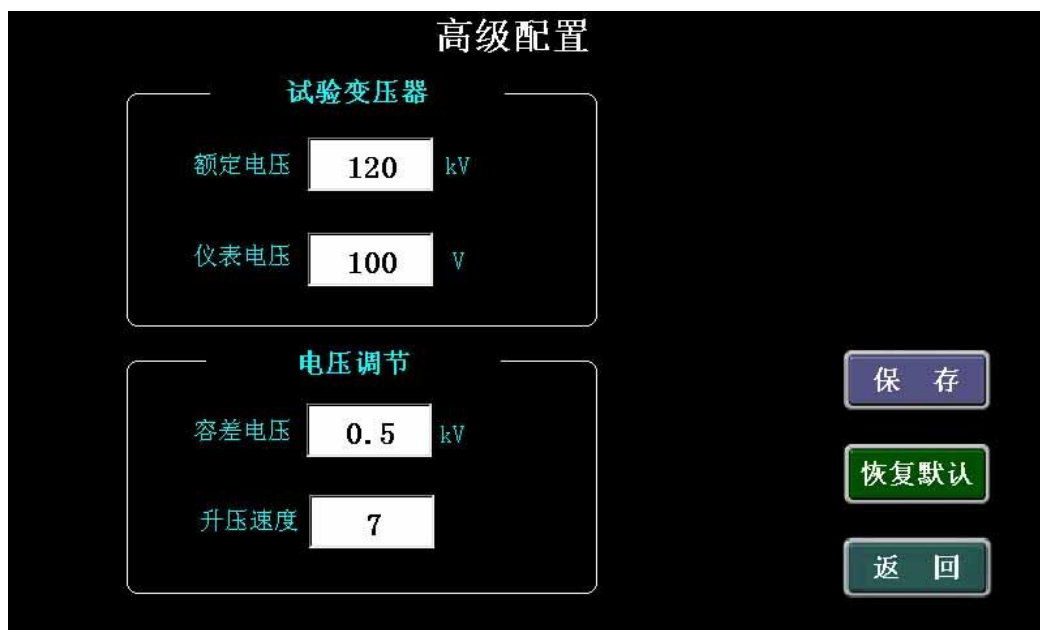 高级配置
试验变压器
额定电压 120 kV
仪表电压 100 V
电压调节
容差电压 0.5 kV
升压速度 7
保 存
恢复默认
返 回